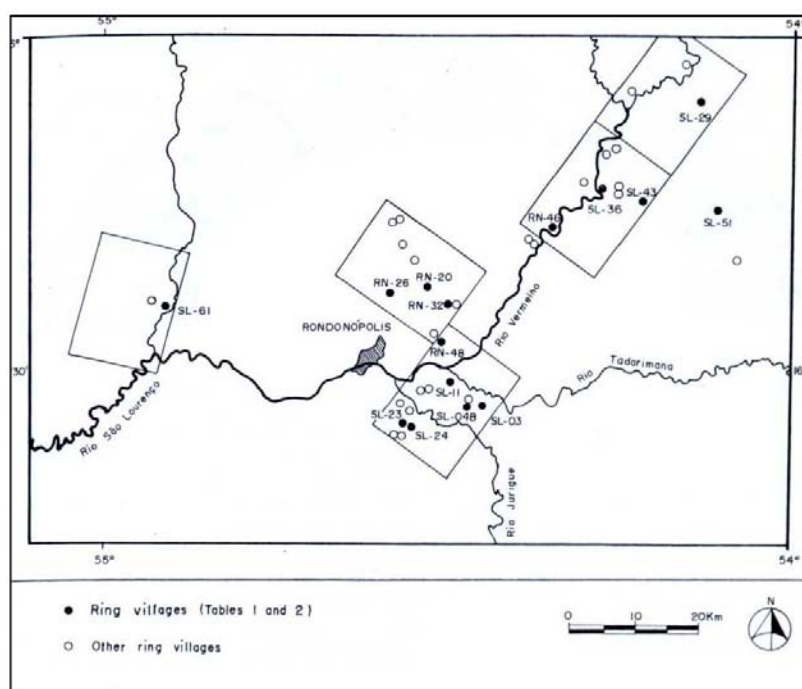 55°
54°
5°
SL-29
SL-43
SL-36
SL-51
RN-46
RN-20
RN-26
RN-32
SL-61
Rio Vermelho
RONDONÓPOLIS
RN-48
30'
16
Rio Tadarimana
SL-11
Rio São Lourenço
SL-23
SL-04B
SL-03
SL-24
Rio Jurigue
55°
54°
Ring villages (Tables 1 and 2)
0 10 20Km
N
Other ring villages